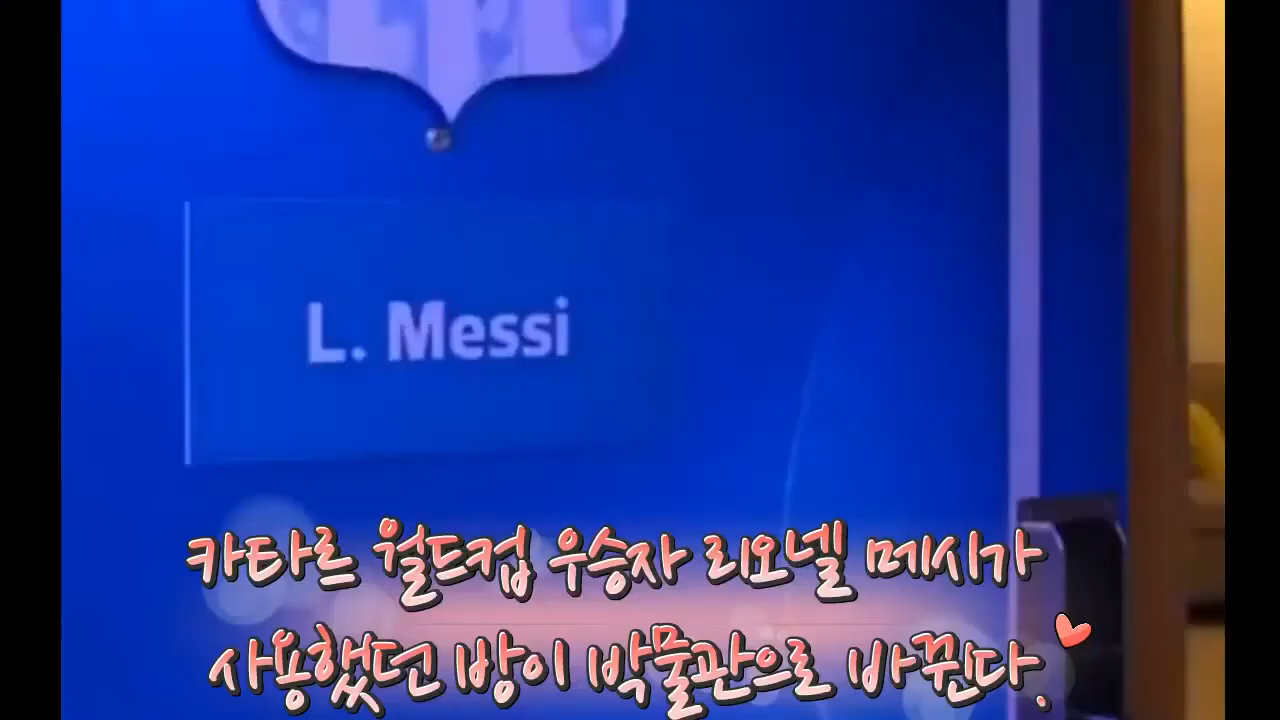 L. Messi
카타르 월드컵 우승자 리오넬 메시가
사용했던 방이 박물관으로 바뀐다.